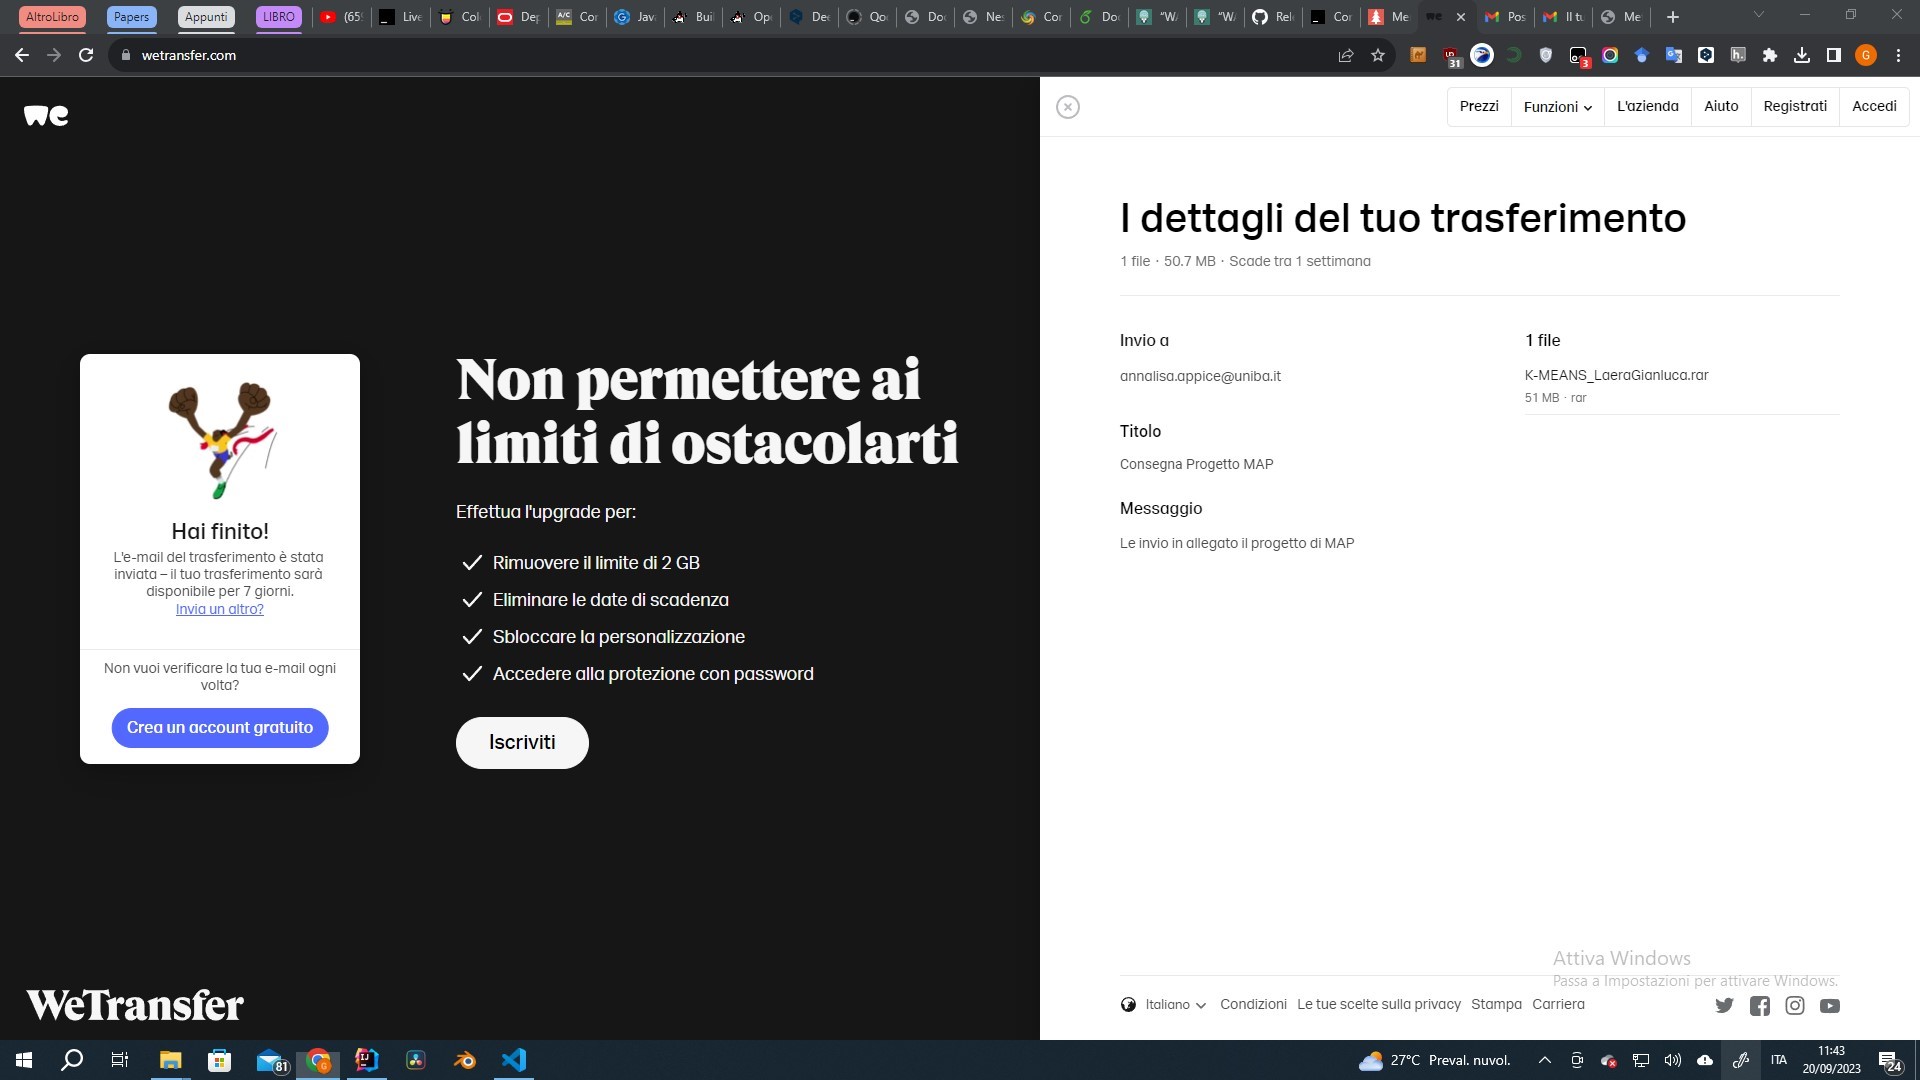 AltroLibro
Papers
Appunti
LIBRO
(65
Live
Col
Dep
Cor
Java
Buil
Ope
Dee
Qo
Do
Nes
Cor
Do
"W
"W
Rel
Cor
Me
Pos
Il tu
Me
wetransfer.com
31
3
G
we
Prezzi
Funzioni
L'azienda
Aiuto
Registrati
Accedi
I dettagli del tuo trasferimento
1 file · 50.7 MB · Scade tra 1 settimana
Invio a
annalisa.appice@uniba.it
Titolo
Consegna Progetto MAP
Messaggio
Le invio in allegato il progetto di MAP
1 file
K-MEANS_LaeraGianluca.rar
51 MB · rar
Hai finito!
L'e-mail del trasferimento è stata
inviata – il tuo trasferimento sarà
disponibile per 7 giorni.
Invia un altro?
Non vuoi verificare la tua e-mail ogni
volta?
Crea un account gratuito
Non permettere ai
limiti di ostacolarti
Effettua l'upgrade per:
Rimuovere il limite di 2 GB
Eliminare le date di scadenza
Sbloccare la personalizzazione
Accedere alla protezione con password
Iscriviti
Attiva Windows
Passa a Impostazioni per attivare Windows.
WeTransfer
Italiano
Condizioni
Le tue scelte sulla privacy
Stampa
Carriera
81
27°C Preval. nuvol.
ITA
11:43
20/09/2023
24